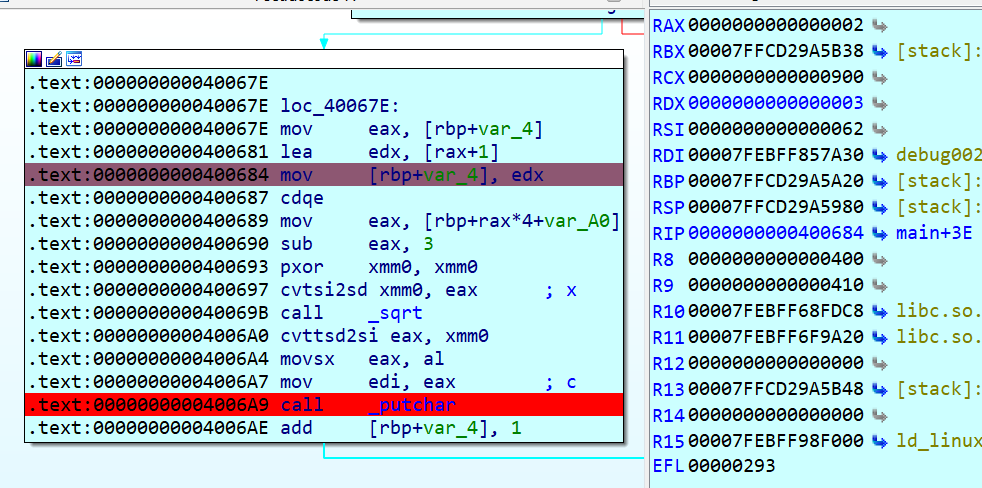 .text:000000000040067E
.text:000000000040067E loc_40067E:
.text:000000000040067E mov     eax, [rbp+var_4]
.text:0000000000400681 lea     edx, [rax+1]
.text:0000000000400684 mov     [rbp+var_4], edx
.text:0000000000400687 cdqe
.text:0000000000400689 mov     eax, [rbp+rax*4+var_A0]
.text:0000000000400690 sub     eax, 3
.text:0000000000400693 pxor    xmm0, xmm0
.text:0000000000400697 cvtsi2sd xmm0, eax      ; x
.text:000000000040069B call    _sqrt
.text:00000000004006A0 cvttsd2si eax, xmm0
.text:00000000004006A4 movsx   eax, al
.text:00000000004006A7 mov     edi, eax        ; c
.text:00000000004006A9 call    _putchar
.text:00000000004006AE add     [rbp+var_4], 1
RAX 0000000000000002
RBX 00007FFCD29A5B38 [stack]:
RCX 0000000000000900
RDX 0000000000000003
RSI 0000000000000062
RDI 00007FEBFF857A30 debug002
RBP 00007FFCD29A5A20 [stack]:
RSP 00007FFCD29A5980 [stack]:
RIP 0000000000400684 main+3E
R8 0000000000000400
R9 0000000000000410
R10 00007FEBFF68FDC8 libc.so.
R11 00007FEBFF6F9A20 libc.so.
R12 0000000000000000
R13 00007FFCD29A5B48 [stack]:
R14 0000000000000000
R15 00007FEBFF98F000 ld_linux
EFL 00000293